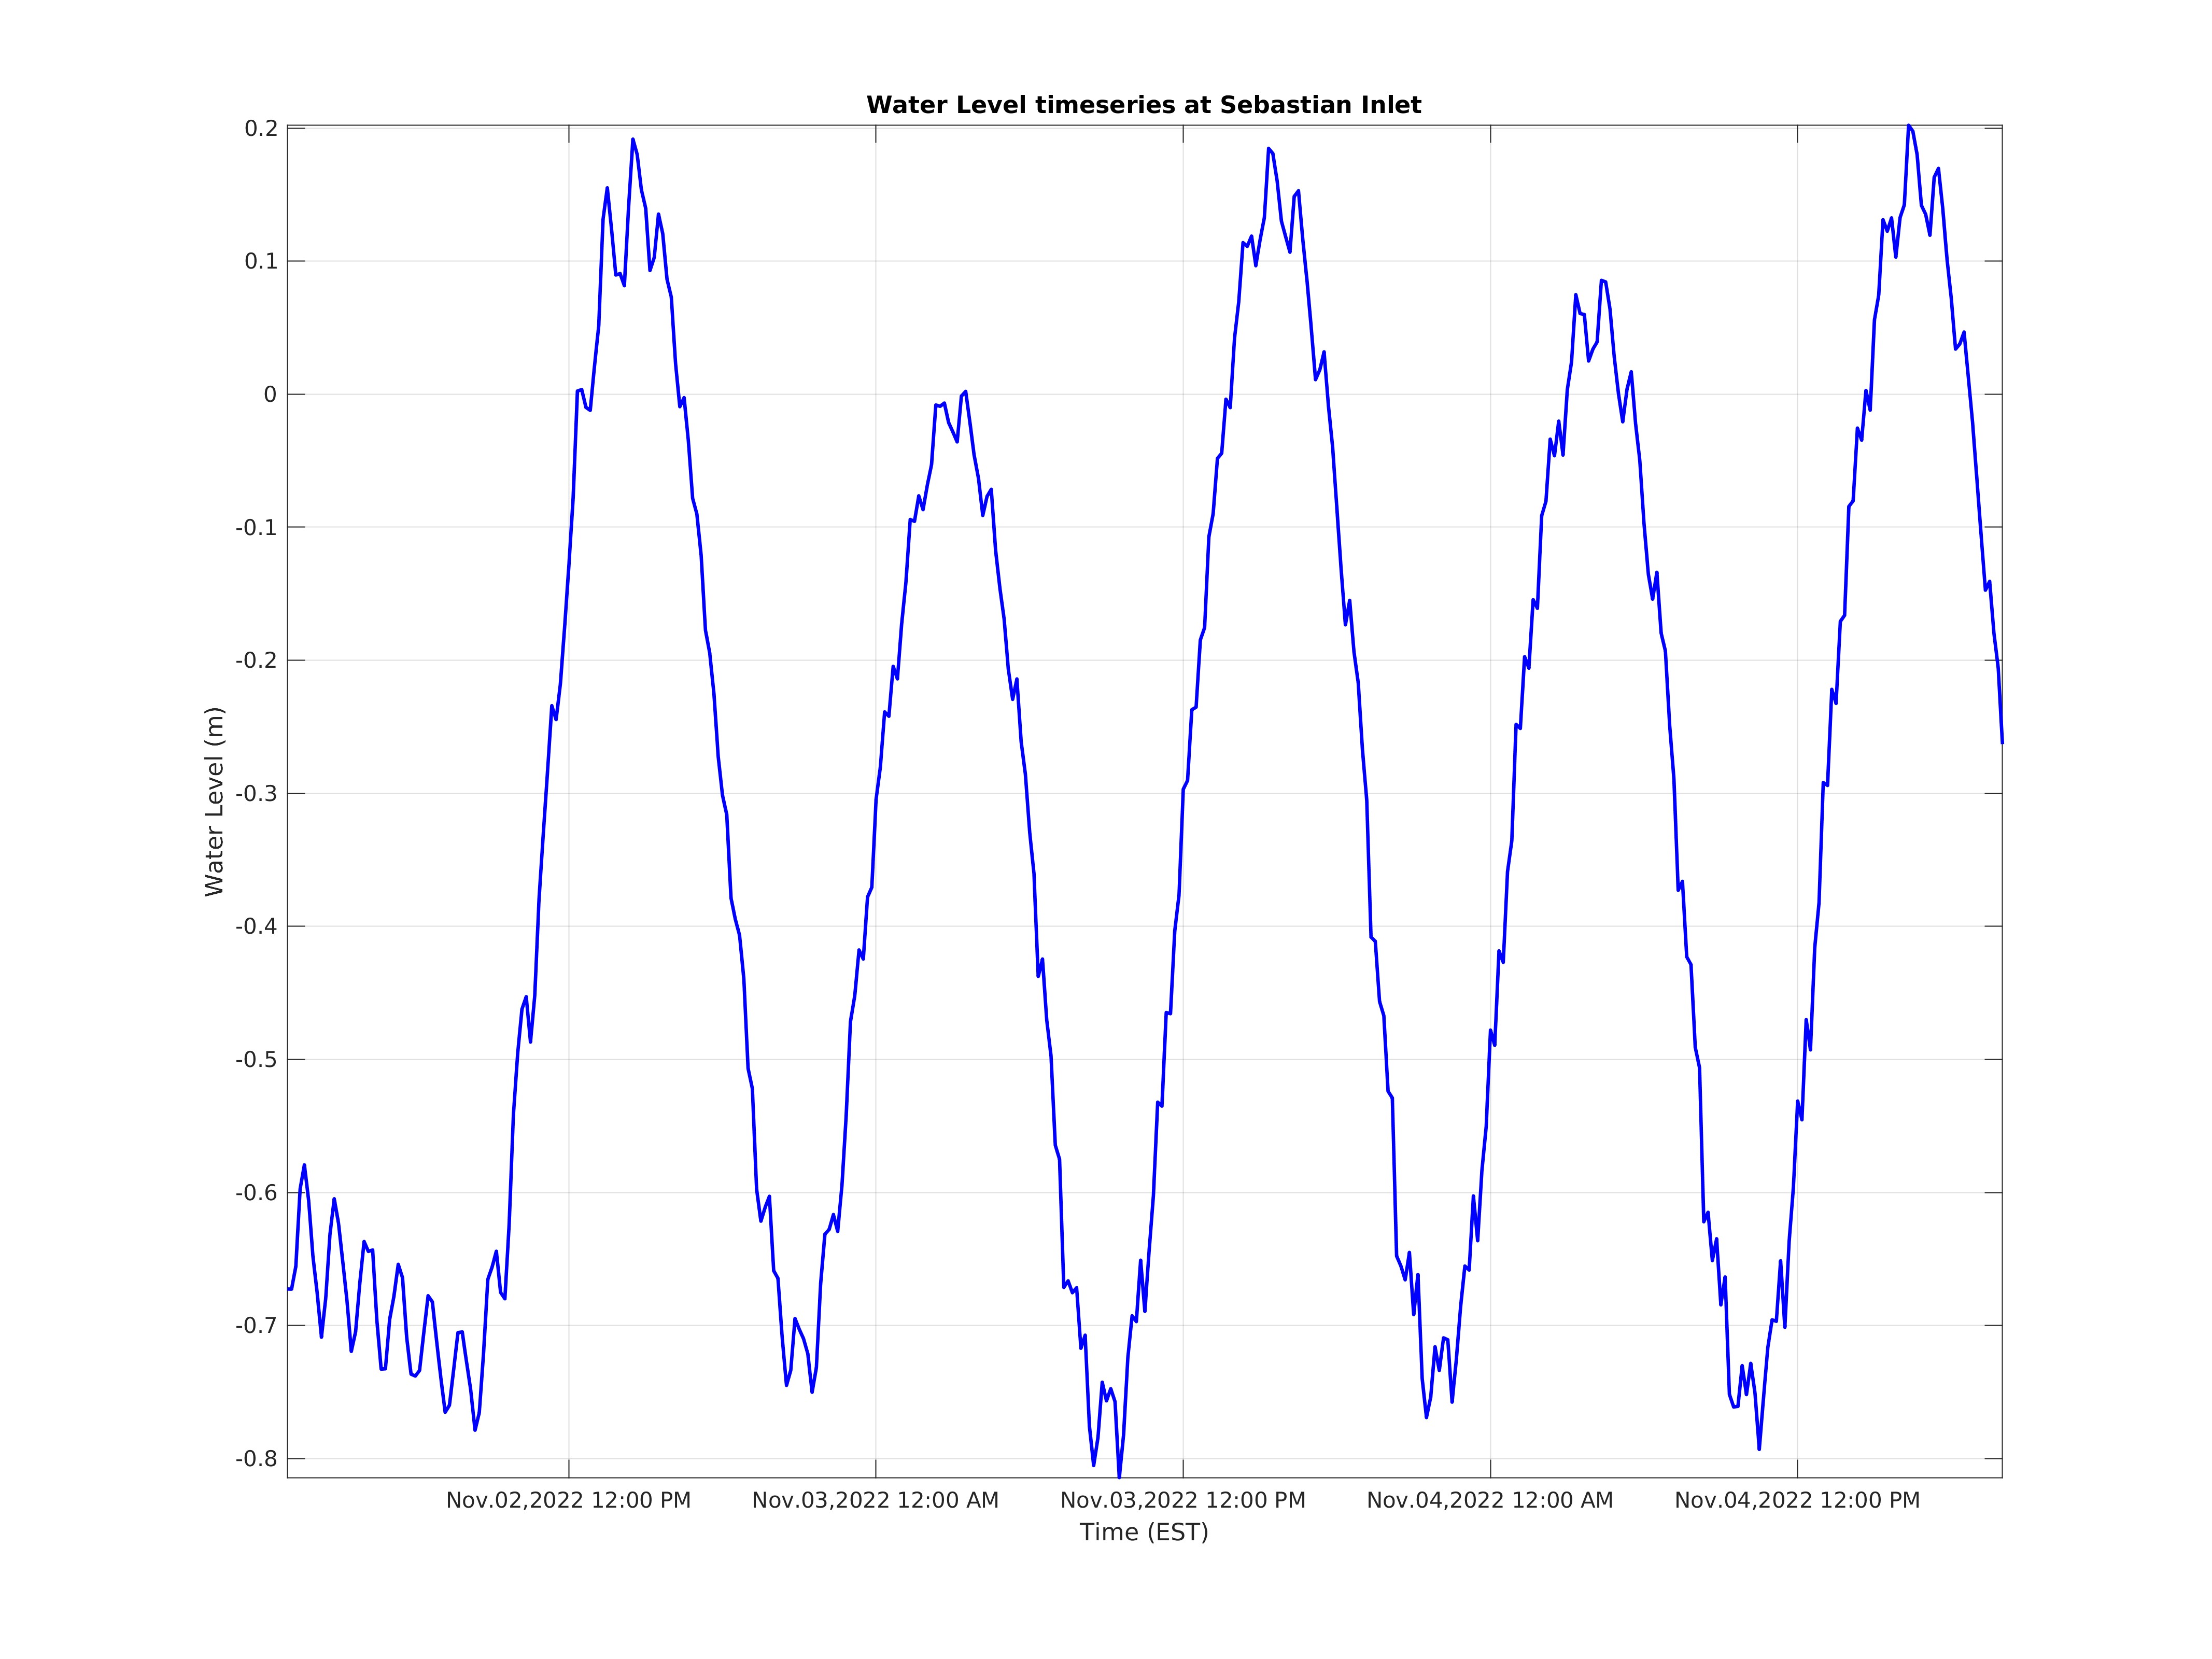 Water Level timeseries at Sebastian Inlet
0.2
0.1
0
-0.1
-0.2
-0.3
-0.4
-0.5
-0.6
-0.7
-0.8
Water Level (m)
Nov.02,2022 12:00 PM
Nov.03,2022 12:00 AM
Nov.03,2022 12:00 PM
Nov.04,2022 12:00 AM
Nov.04,2022 12:00 PM
Time (EST)